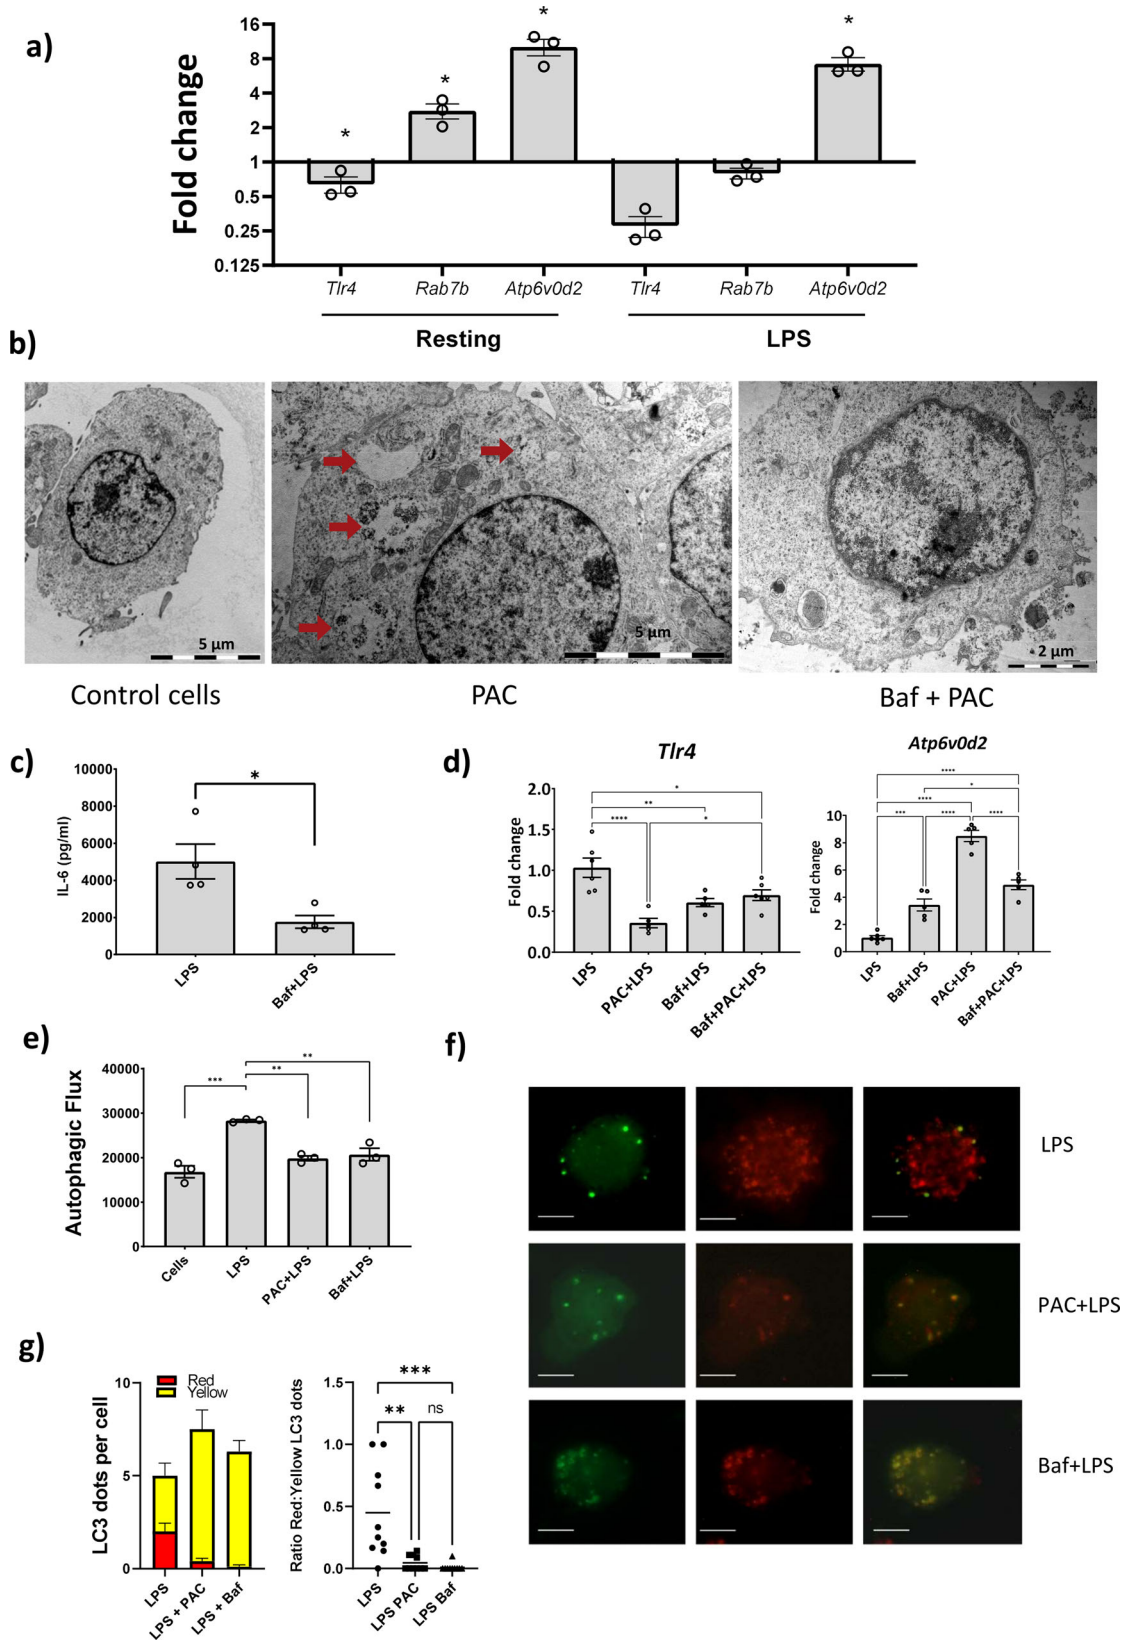 a)
Fold change
16
8
4
2
1
0.5
0.25
0.125
* * * *
Tlr4 Rab7b Atp6v0d2 Tlr4 Rab7b Atp6v0d2
Resting LPS
b)
5 μm
5 μm
2 μm
Control cells PAC Baf + PAC
c)
IL-6 (pg/ml)
10000
8000
6000
4000
2000
0
*
LPS Baf+LPS
d)
Tlr4
Fold change
2.0
1.5
1.0
0.5
0.0
*
**
**** *
LPS PAC+LPS Baf+LPS Baf+PAC+LPS
Atp6v0d2
Fold change
10
8
6
4
2
0
****
*
****
*** **** ****
LPS Baf+LPS PAC+LPS Baf+PAC+LPS
e)
Autophagic Flux
40000
30000
20000
10000
0
**
**
***
Cells LPS PAC+LPS Baf+LPS
f)
LPS
PAC+LPS
Baf+LPS
g)
LC3 dots per cell
10
5
0
Red
Yellow
LPS LPS + PAC LPS + Baf
Ratio Red:Yellow LC3 dots
1.5
1.0
0.5
0.0
***
** ns
LPS LPS PAC LPS Baf